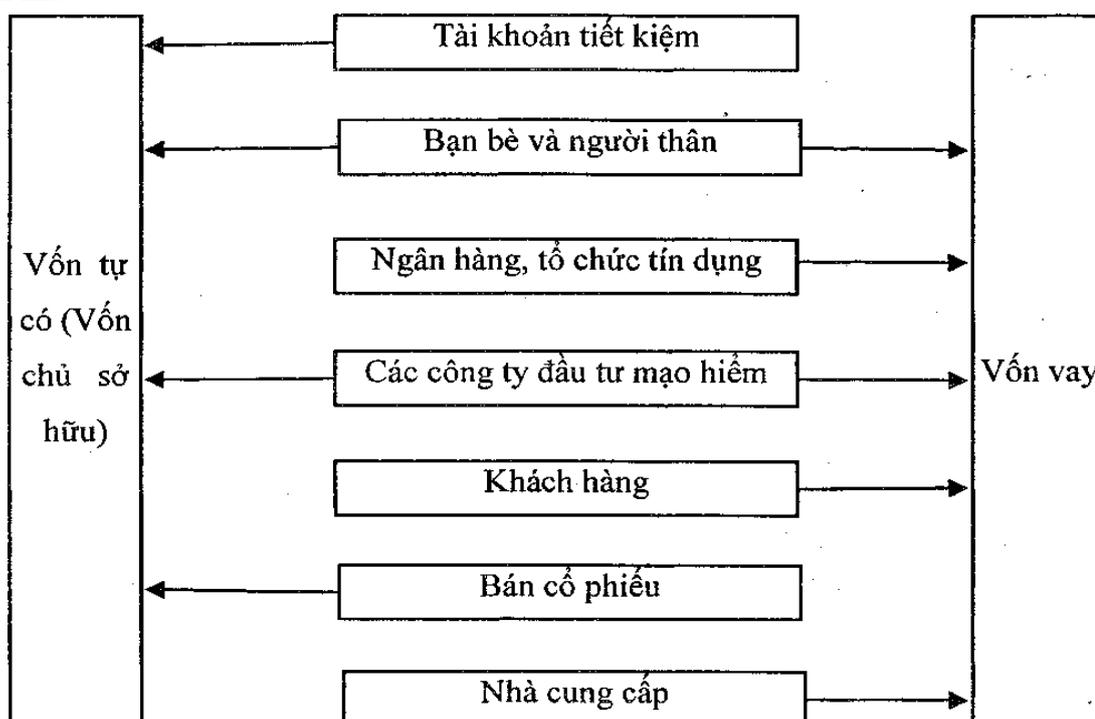 Tài khoản tiết kiệm
Bạn bè và người thân
Ngân hàng, tổ chức tín dụng
Vốn tự
có (Vốn
chủ sở
hữu)
Các công ty đầu tư mạo hiểm
Vốn vay
Khách hàng
Bán cổ phiếu
Nhà cung cấp